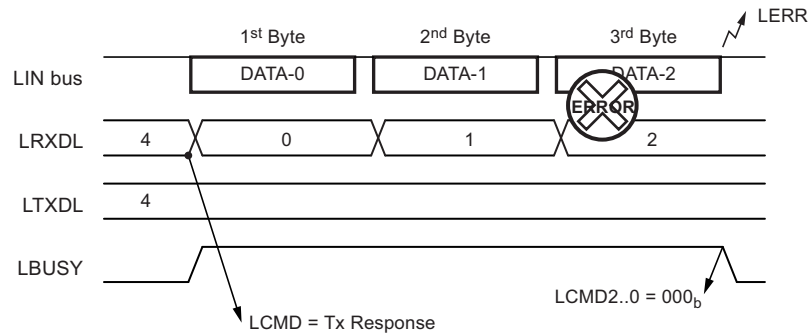 LERR
1st Byte 2nd Byte 3rd Byte
LIN bus DATA-0 DATA-1 DATA-2
ERROR
LRXDL 4 0 1 2
LTXDL 4
LBUSY
LCMD2..0 = 000b
LCMD = Tx Response